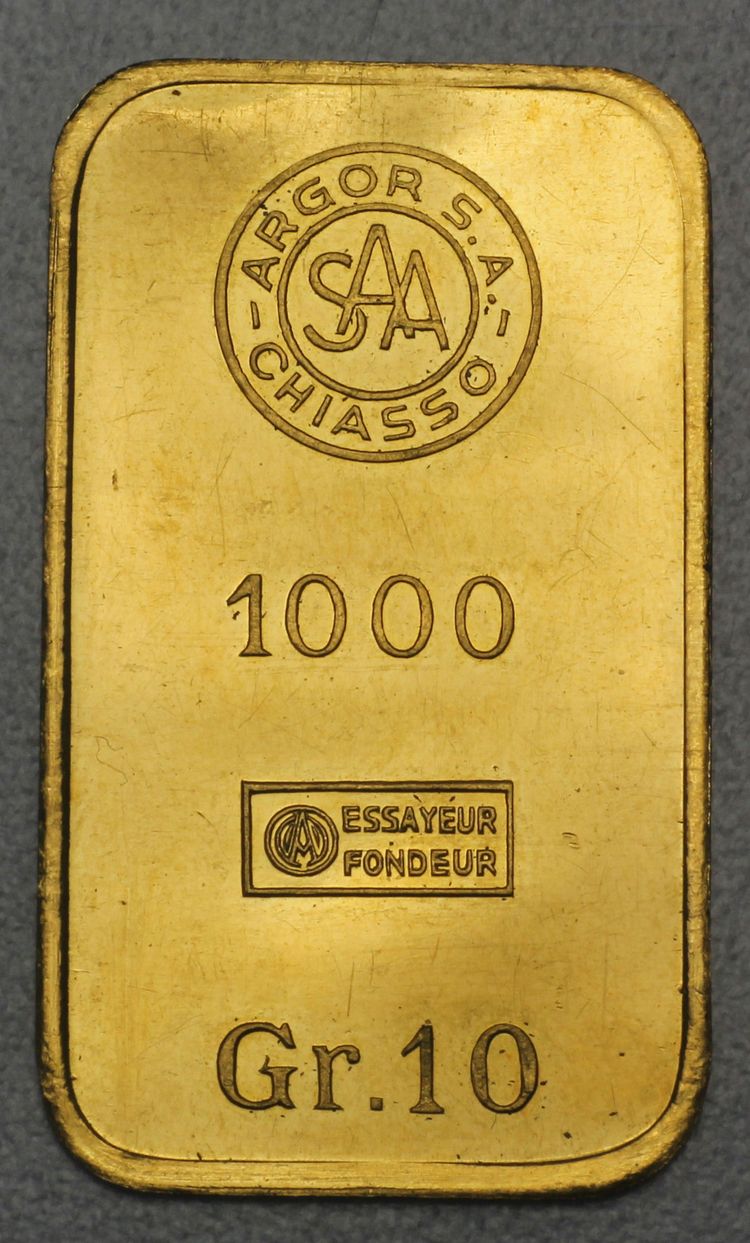 ARGOR S.A.
SAA
CHIASSO
1000
ESSAYEUR
FONDEUR
Gr.10